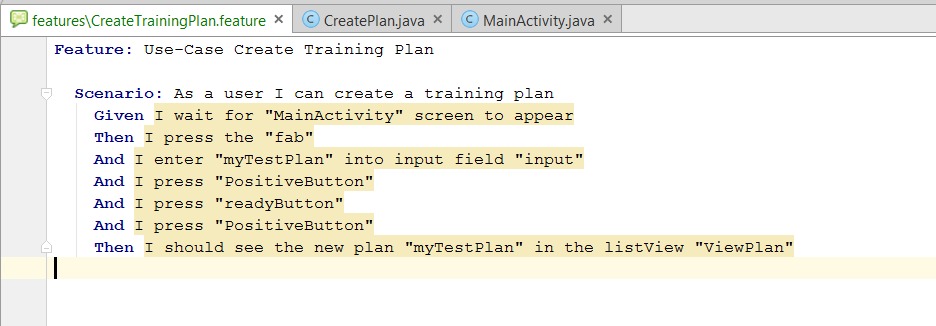 features\CreateTrainingPlan.feature × CreatePlan.java × MainActivity.java ×
Feature: Use-Case Create Training Plan
Scenario: As a user I can create a training plan
Given I wait for "MainActivity" screen to appear
Then I press the "fab"
And I enter "myTestPlan" into input field "input"
And I press "PositiveButton"
And I press "readyButton"
And I press "PositiveButton"
Then I should see the new plan "myTestPlan" in the listView "ViewPlan"